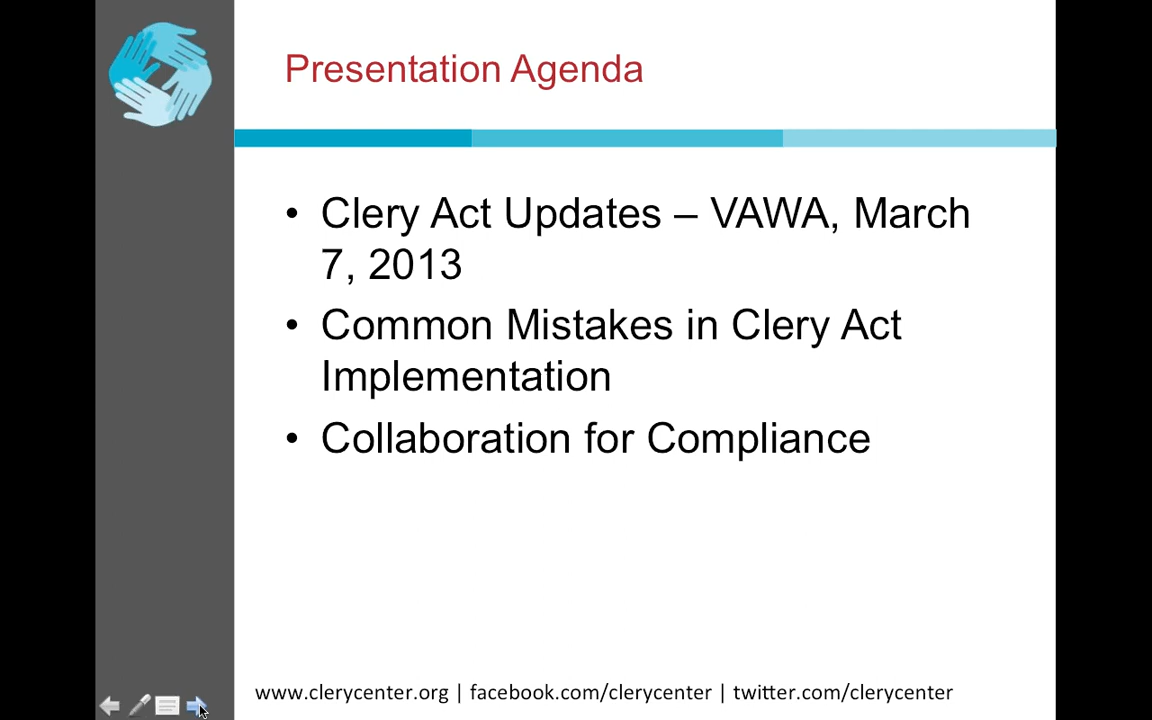 Presentation Agenda
• Clery Act Updates – VAWA, March
7, 2013
• Common Mistakes in Clery Act
Implementation
• Collaboration for Compliance
www.clerycenter.org | facebook.com/clerycenter | twitter.com/clerycenter